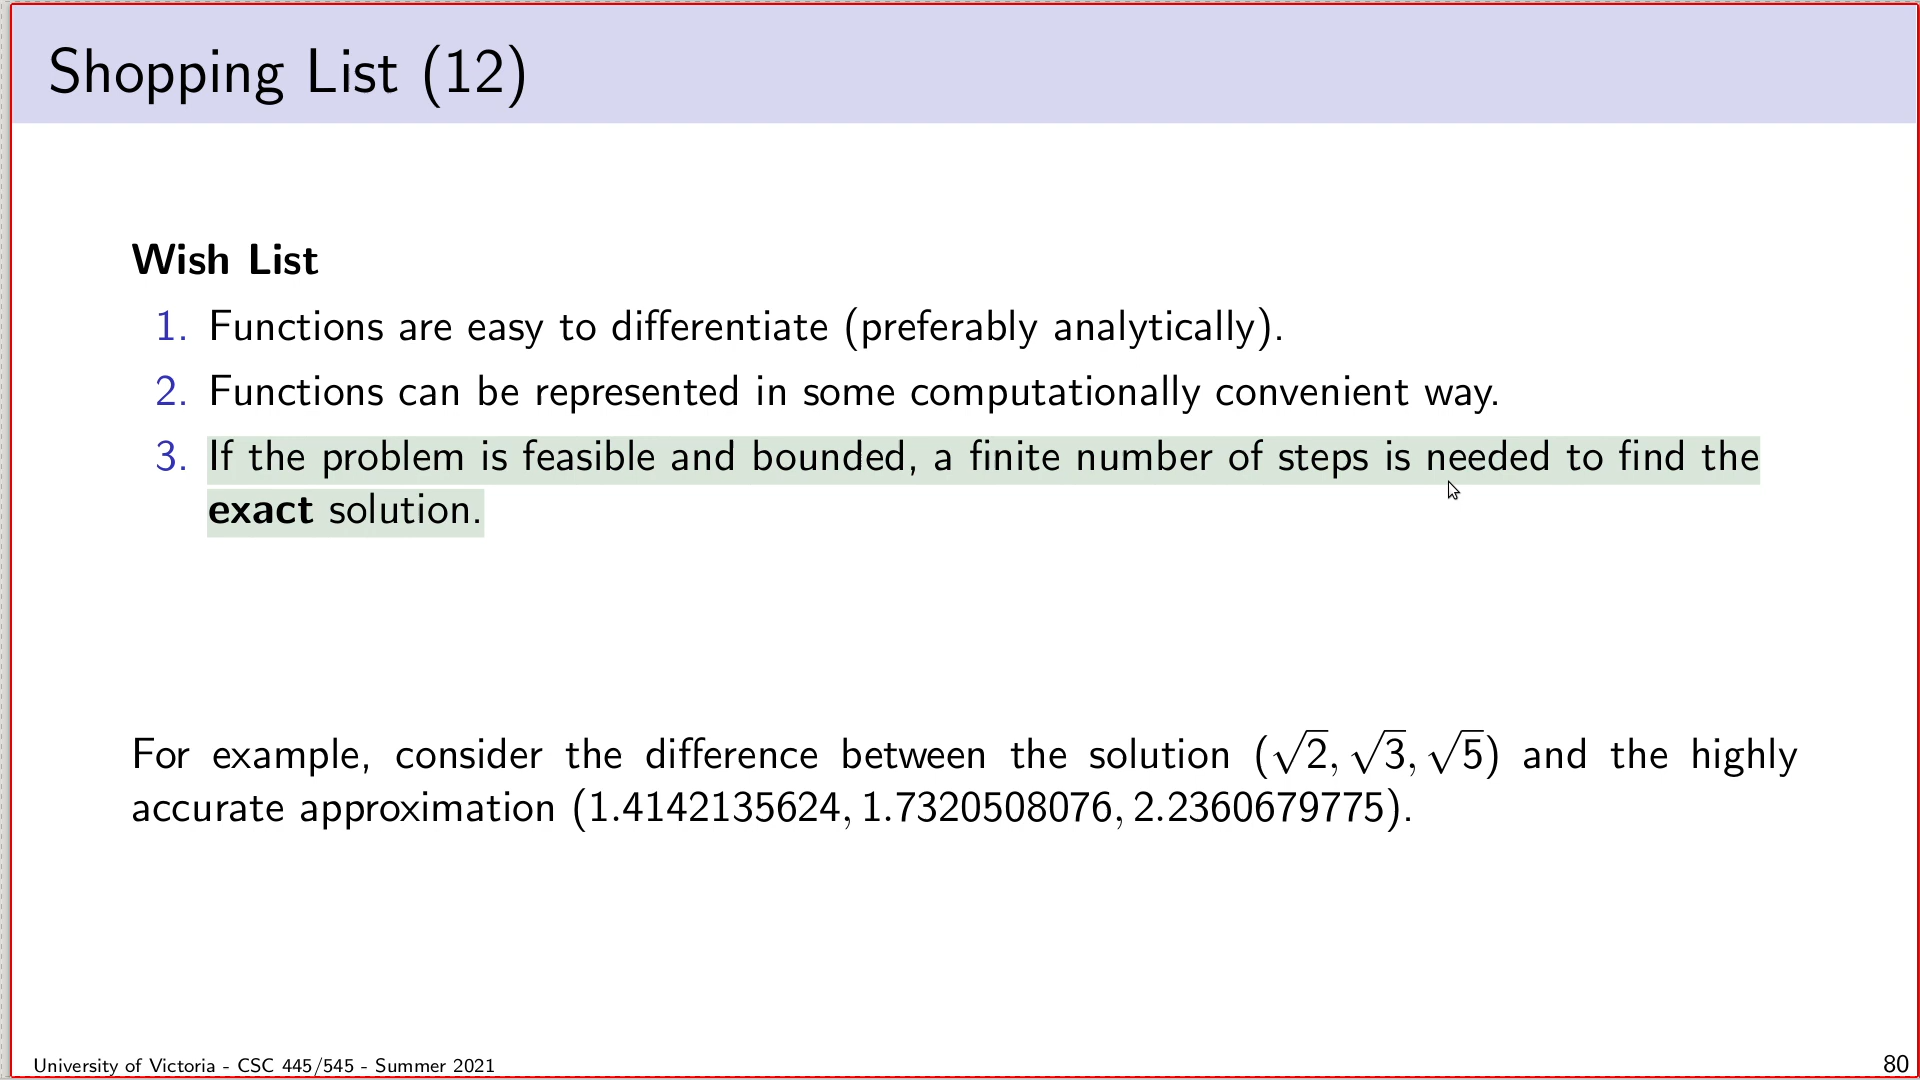 Shopping List (12)
Wish List
1. Functions are easy to differentiate (preferably analytically).
2. Functions can be represented in some computationally convenient way.
3. If the problem is feasible and bounded, a finite number of steps is needed to find the
exact solution.
For example, consider the difference between the solution (√2, √3, √5) and the highly
accurate approximation (1.4142135624, 1.7320508076, 2.2360679775).
University of Victoria - CSC 445/545 - Summer 2021
80